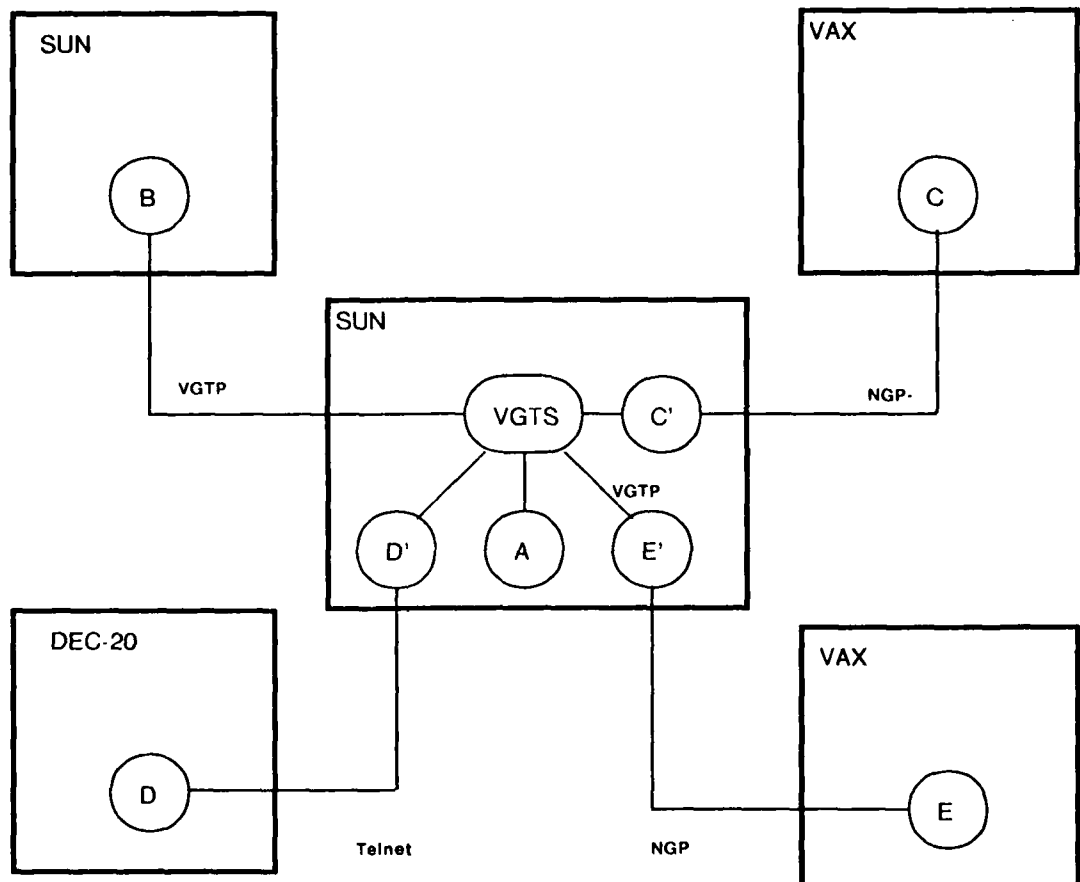 SUN
VAX
B
C
SUN
VGTP
NGP-
VGTS
C'
VGTP
D'
A
E'
DEC-20
VAX
D
E
Telnet
NGP